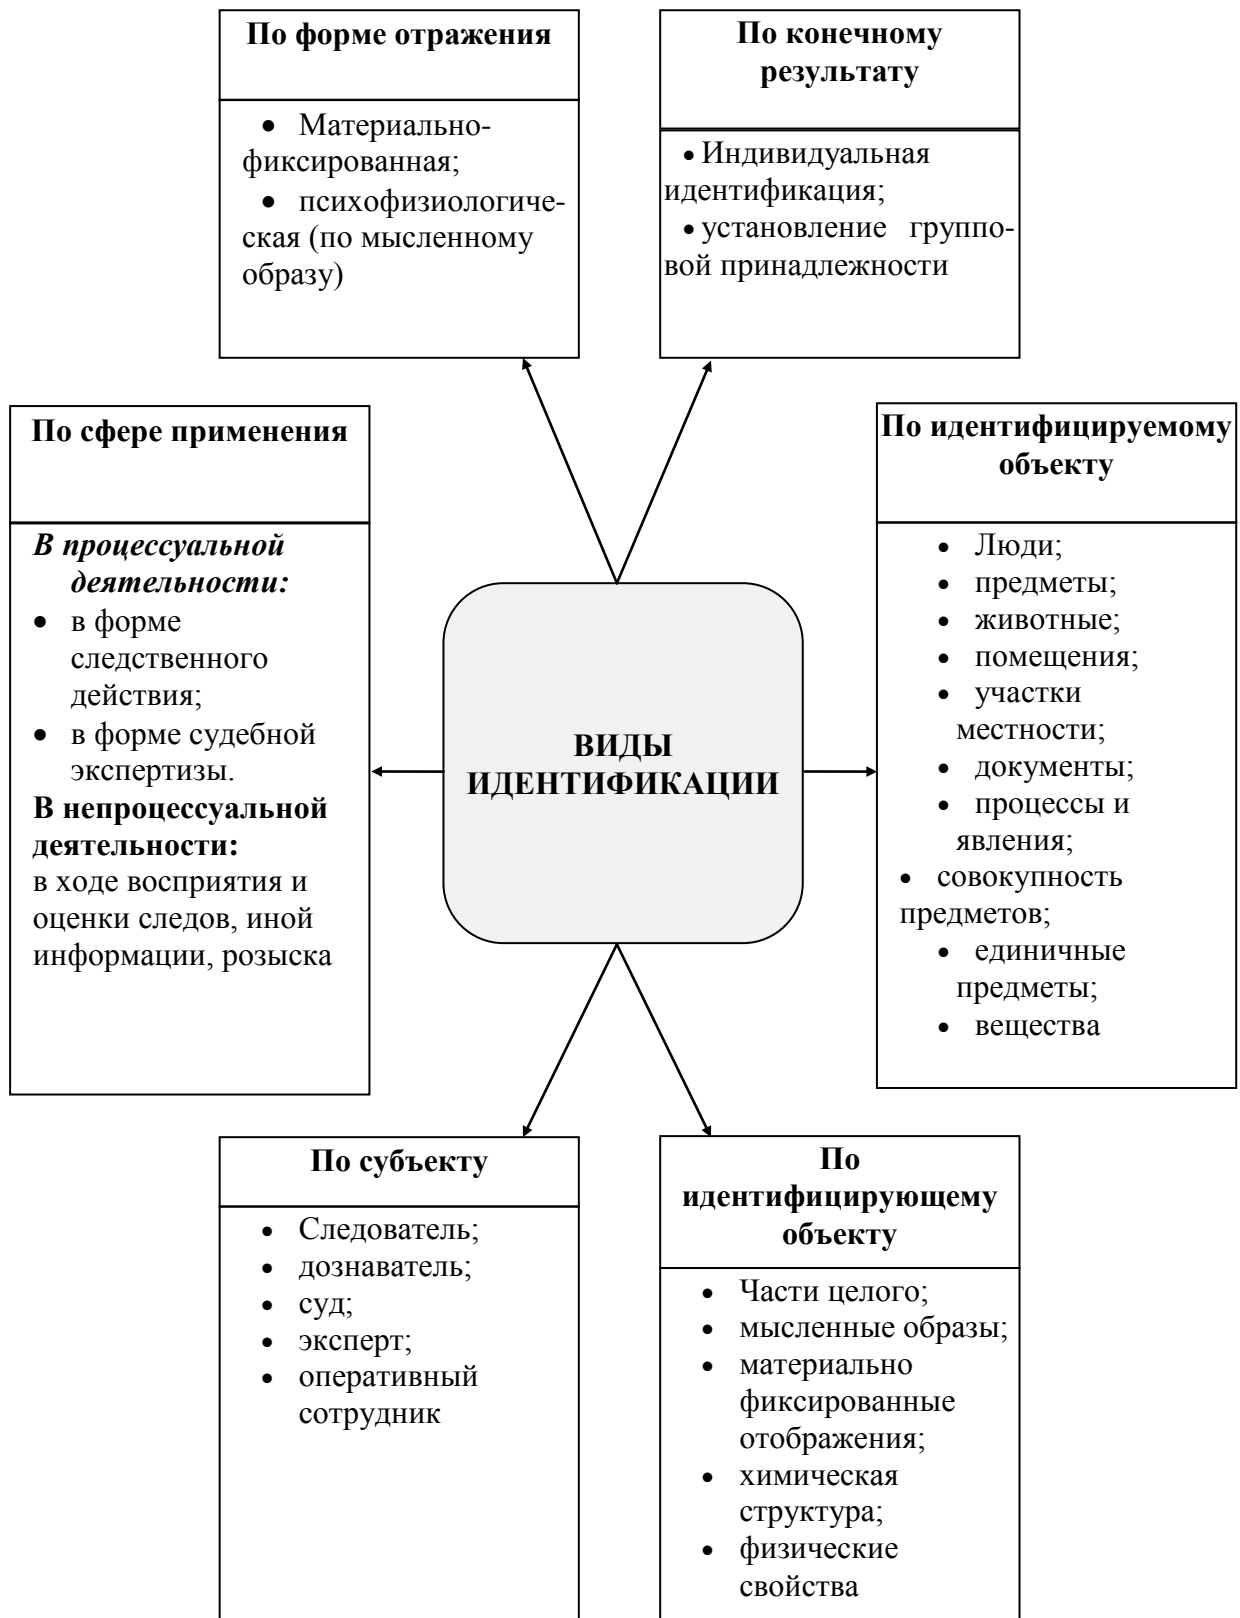 По форме отражения
• Материально-
фиксированная;
• психофизиологиче-
ская (по мысленному
образу)
По конечному
результату
• Индивидуальная
идентификация;
• установление группо-
вой принадлежности
По сфере применения
В процессуальной
деятельности:
• в форме
следственного
действия;
• в форме судебной
экспертизы.
В непроцессуальной
деятельности:
в ходе восприятия и
оценки следов, иной
информации, розыска
ВИДЫ
ИДЕНТИФИКАЦИИ
По идентифицируемому
объекту
• Люди;
• предметы;
• животные;
• помещения;
• участки
местности;
• документы;
• процессы и
явления;
• совокупность
предметов;
• единичные
предметы;
• вещества
По субъекту
• Следователь;
• дознаватель;
• суд;
• эксперт;
• оперативный
сотрудник
По
идентифицирующему
объекту
• Части целого;
• мысленные образы;
• материально
фиксированные
отображения;
• химическая
структура;
• физические
свойства